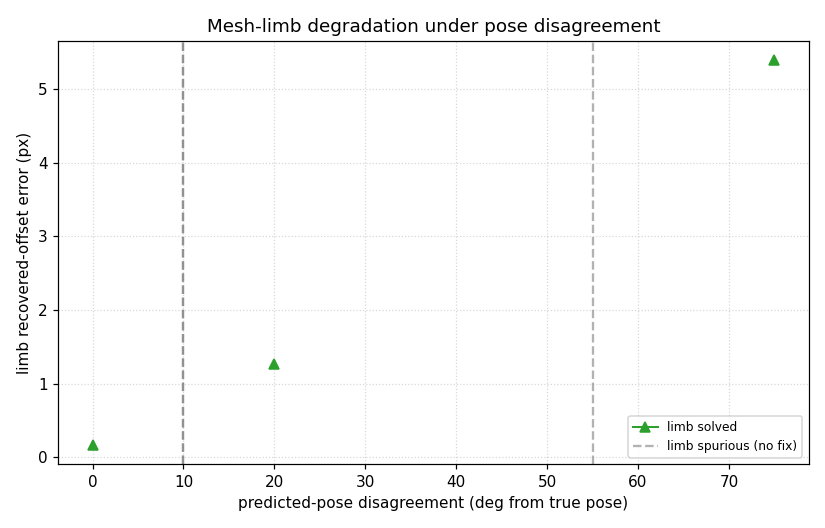 Mesh-limb degradation under pose disagreement
limb recovered-offset error (px)
5
4
3
2
1
0
0 10 20 30 40 50 60 70
predicted-pose disagreement (deg from true pose)
limb solved
limb spurious (no fix)